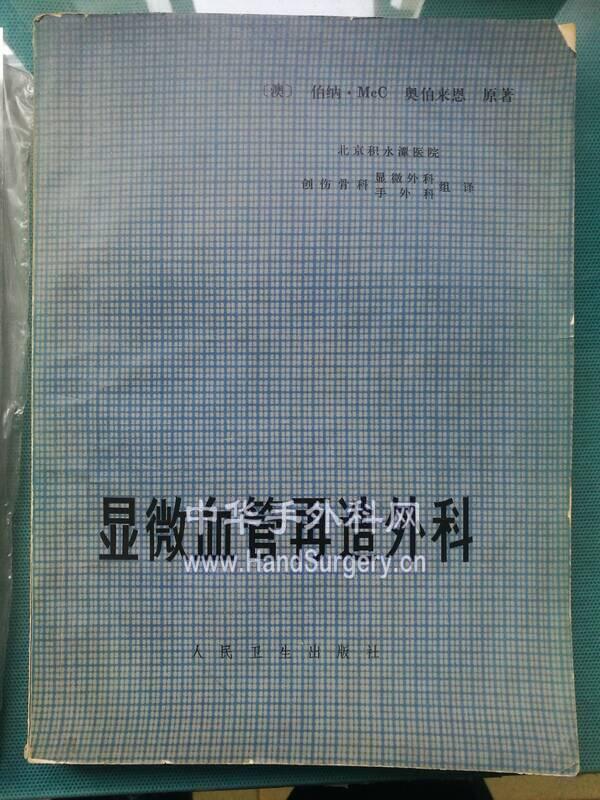 〔澳〕 伯纳·McC 奥伯来恩 原著
北京积水潭医院
创伤骨科 显微外科 手外科 组 译
显微血管再造外科
中华手外科网
www.HandSurgery.cn
人民卫生出版社